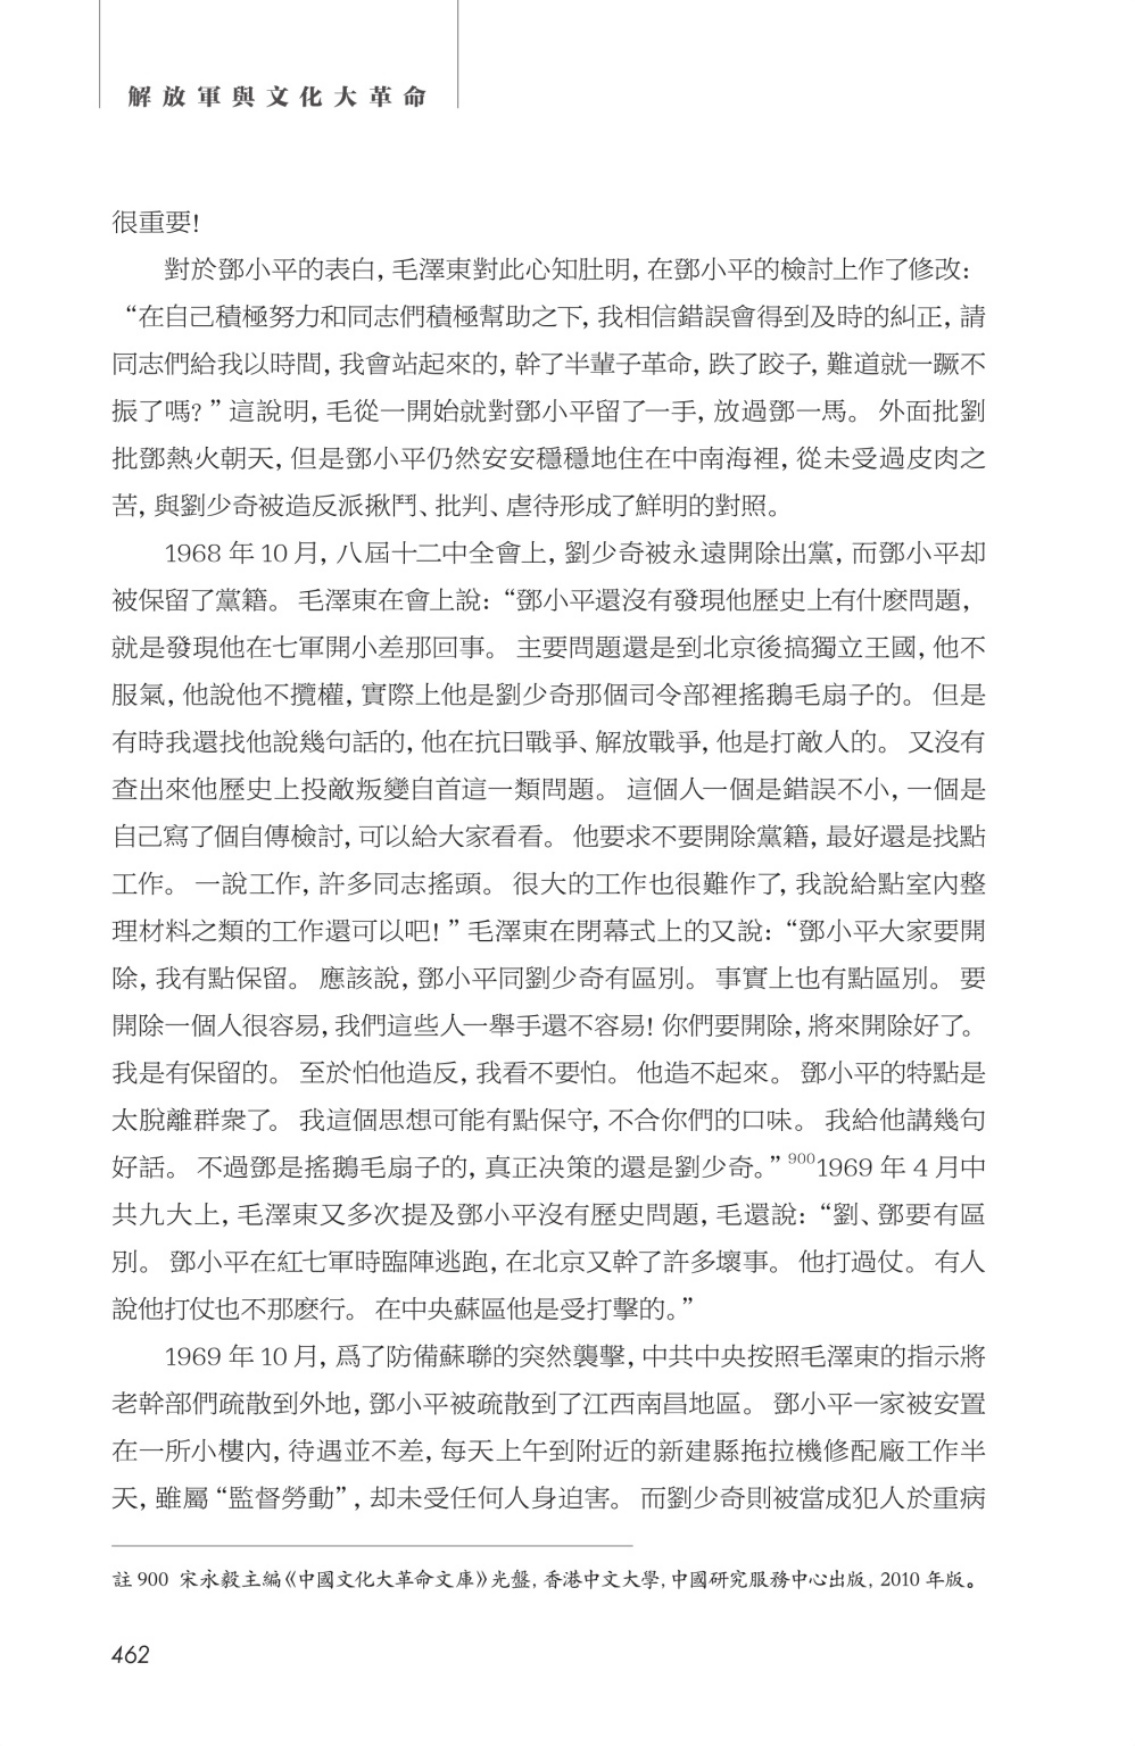 解放軍與文化大革命
很重要!
對於鄧小平的表白, 毛澤東對此心知肚明, 在鄧小平的檢討上作了修改:
“在自己積極努力和同志們積極幫助之下, 我相信錯誤會得到及時的糾正, 請
同志們給我以時間, 我會站起來的, 幹了半輩子革命, 跌了跤子, 難道就一蹶不
振了嗎? ”這說明, 毛從一開始就對鄧小平留了一手, 放過鄧一馬。 外面批劉
批鄧熱火朝天, 但是鄧小平仍然安安穩穩地住在中南海裡, 從未受過皮肉之
苦, 與劉少奇被造反派揪鬥、批判、虐待形成了鮮明的對照。
1968 年 10 月, 八屆十二中全會上, 劉少奇被永遠開除出黨, 而鄧小平却
被保留了黨籍。 毛澤東在會上說: “鄧小平還沒有發現他歷史上有什麽問題,
就是發現他在七軍開小差那回事。 主要問題還是到北京後搞獨立王國, 他不
服氣, 他說他不攬權, 實際上他是劉少奇那個司令部裡搖鵝毛扇子的。 但是
有時我還找他說幾句話的, 他在抗日戰爭、解放戰爭, 他是打敵人的。 又沒有
查出來他歷史上投敵叛變自首這一類問題。 這個人一個是錯誤不小, 一個是
自己寫了個自傳檢討, 可以給大家看看。 他要求不要開除黨籍, 最好還是找點
工作。 一說工作, 許多同志搖頭。 很大的工作也很難作了, 我說給點室內整
理材料之類的工作還可以吧! ”毛澤東在閉幕式上的又說: “鄧小平大家要開
除, 我有點保留。 應該說, 鄧小平同劉少奇有區別。 事實上也有點區別。 要
開除一個人很容易, 我們這些人一舉手還不容易! 你們要開除, 將來開除好了。
我是有保留的。 至於怕他造反, 我看不要怕。 他造不起來。 鄧小平的特點是
太脫離群衆了。 我這個思想可能有點保守, 不合你們的口味。 我給他講幾句
好話。 不過鄧是搖鵝毛扇子的, 真正決策的還是劉少奇。” 9001969 年 4 月中
共九大上, 毛澤東又多次提及鄧小平沒有歷史問題, 毛還說: “劉、鄧要有區
別。 鄧小平在紅七軍時臨陣逃跑, 在北京又幹了許多壞事。 他打過仗。 有人
說他打仗也不那麽行。 在中央蘇區他是受打擊的。”
1969 年 10 月, 爲了防備蘇聯的突然襲擊, 中共中央按照毛澤東的指示將
老幹部們疏散到外地, 鄧小平被疏散到了江西南昌地區。 鄧小平一家被安置
在一所小樓內, 待遇並不差, 每天上午到附近的新建縣拖拉機修配廠工作半
天, 雖屬 “監督勞動”, 却未受任何人身迫害。 而劉少奇則被當成犯人於重病
註 900 宋永毅主編《中國文化大革命文庫》光盤, 香港中文大學, 中國研究服務中心出版, 2010 年版。
462